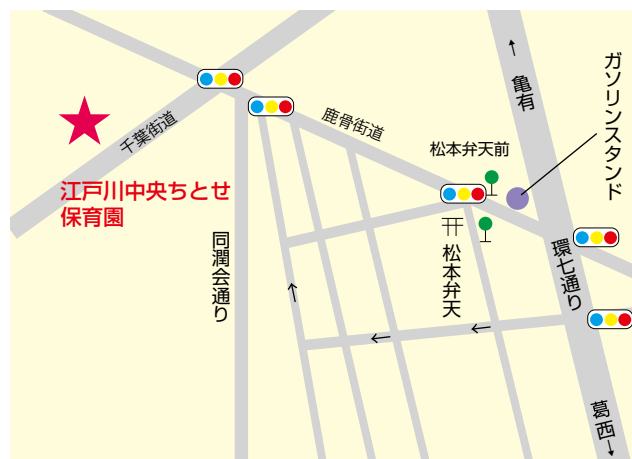 ガソリンスタンド
↑亀有
鹿骨街道
千葉街道
松本弁天前
江戸川中央ちとせ
保育園
同潤会通り
松本弁天
環七通り
葛西↓